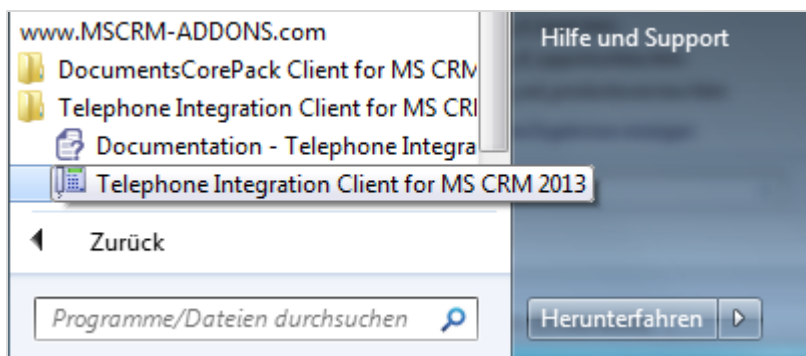 www.MSCRM-ADDONS.com
DocumentsCorePack Client for MS CRM
Telephone Integration Client for MS CRI
Documentation - Telephone Integra
Telephone Integration Client for MS CRM 2013
Zurück
Programme/Dateien durchsuchen
Hilfe und Support
Herunterfahren